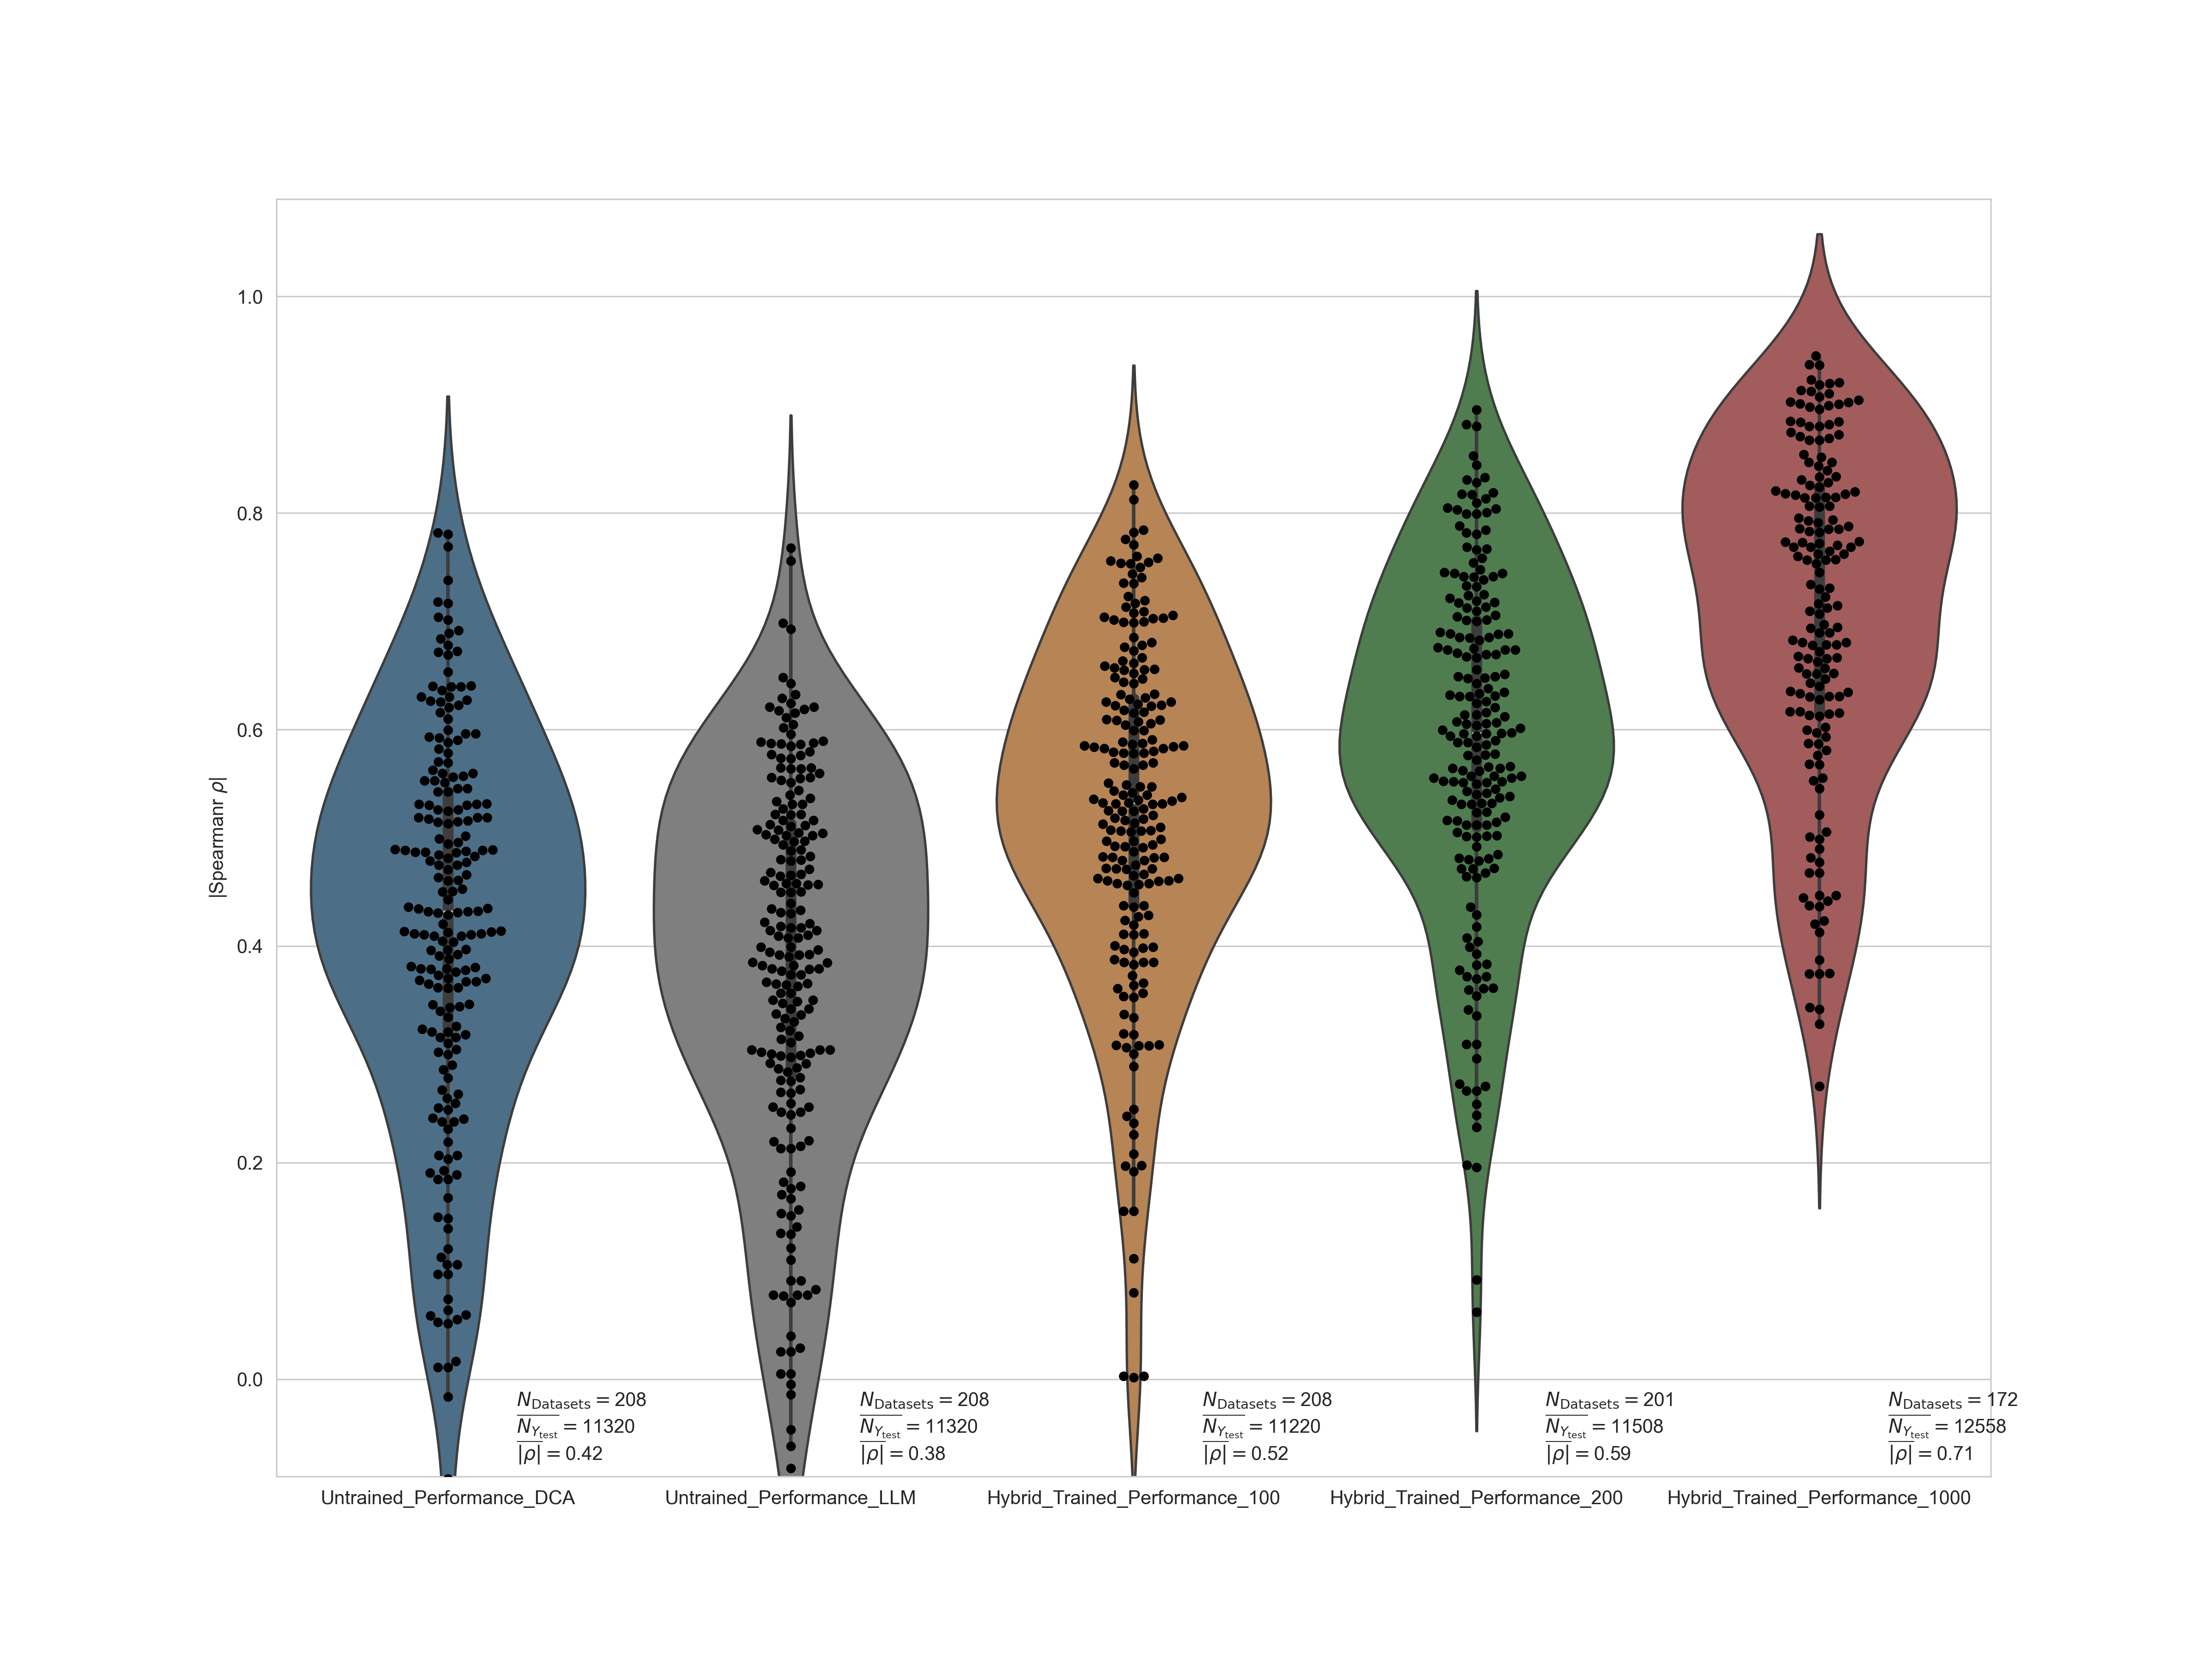 |Spearmanr ρ|
1.0
0.8
0.6
0.4
0.2
0.0
N_Datasets = 208
N_Y_test = 11320
|ρ| = 0.42
N_Datasets = 208
N_Y_test = 11320
|ρ| = 0.38
N_Datasets = 208
N_Y_test = 11220
|ρ| = 0.52
N_Datasets = 201
N_Y_test = 11508
|ρ| = 0.59
N_Datasets = 172
N_Y_test = 12558
|ρ| = 0.71
Untrained_Performance_DCA
Untrained_Performance_LLM
Hybrid_Trained_Performance_100
Hybrid_Trained_Performance_200
Hybrid_Trained_Performance_1000